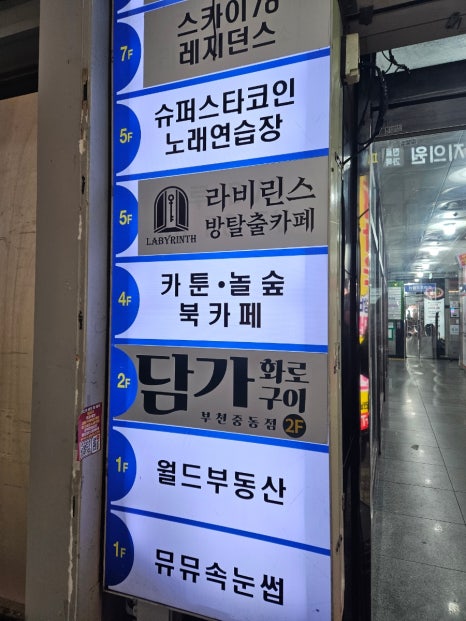 7F
스카이78
레지던스
5F
슈퍼스타코인
노래연습장
5F
LABYRINTH
라비린스
방탈출카페
4F
카툰•놀숲
북카페
2F
담가 화로
구이
부천중동점 2F
1F
월드부동산
1F
뮤뮤속눈썹
지의원